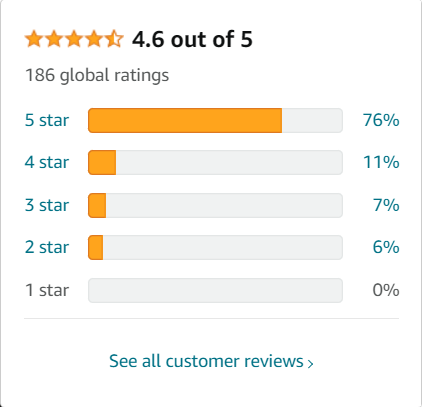 4.6 out of 5
186 global ratings
5 star 76%
4 star 11%
3 star 7%
2 star 6%
1 star 0%
See all customer reviews ›